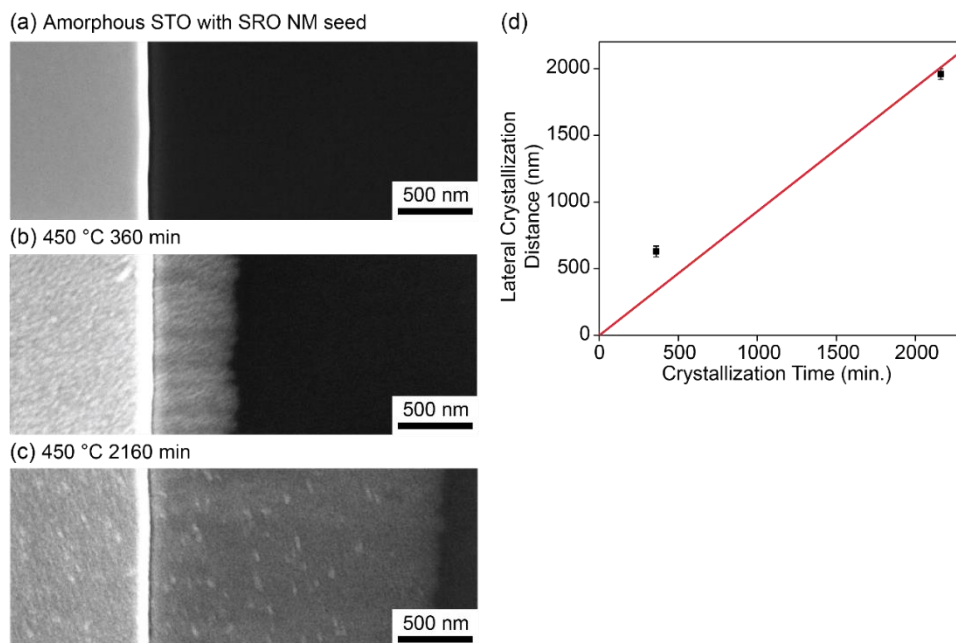 (a) Amorphous STO with SRO NM seed
500 nm
(b) 450 °C 360 min
500 nm
(c) 450 °C 2160 min
500 nm
(d)
Lateral Crystallization
Distance (nm)
2000
1500
1000
500
0
0 500 1000 1500 2000
Crystallization Time (min.)